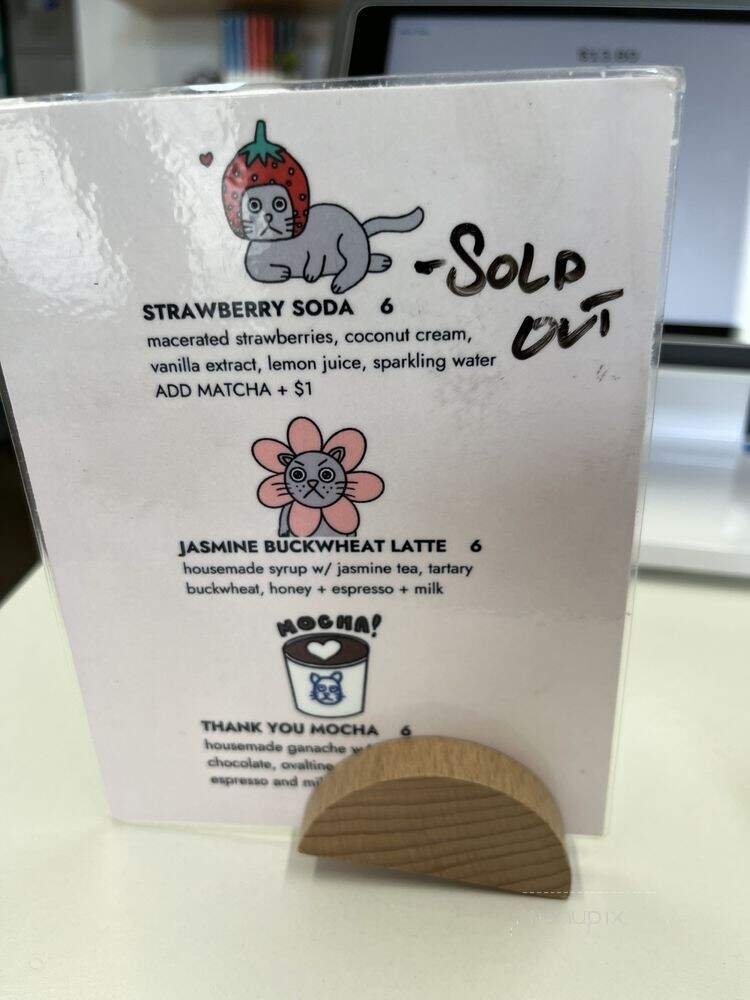 $13.80
-SOLD
OUT
STRAWBERRY SODA 6
macerated strawberries, coconut cream,
vanilla extract, lemon juice, sparkling water
ADD MATCHA + $1
JASMINE BUCKWHEAT LATTE 6
housemade syrup w/ jasmine tea, tartary
buckwheat, honey + espresso + milk
MOCHA!
THANK YOU MOCHA 6
housemade ganache
chocolate, ovaltine
espresso and